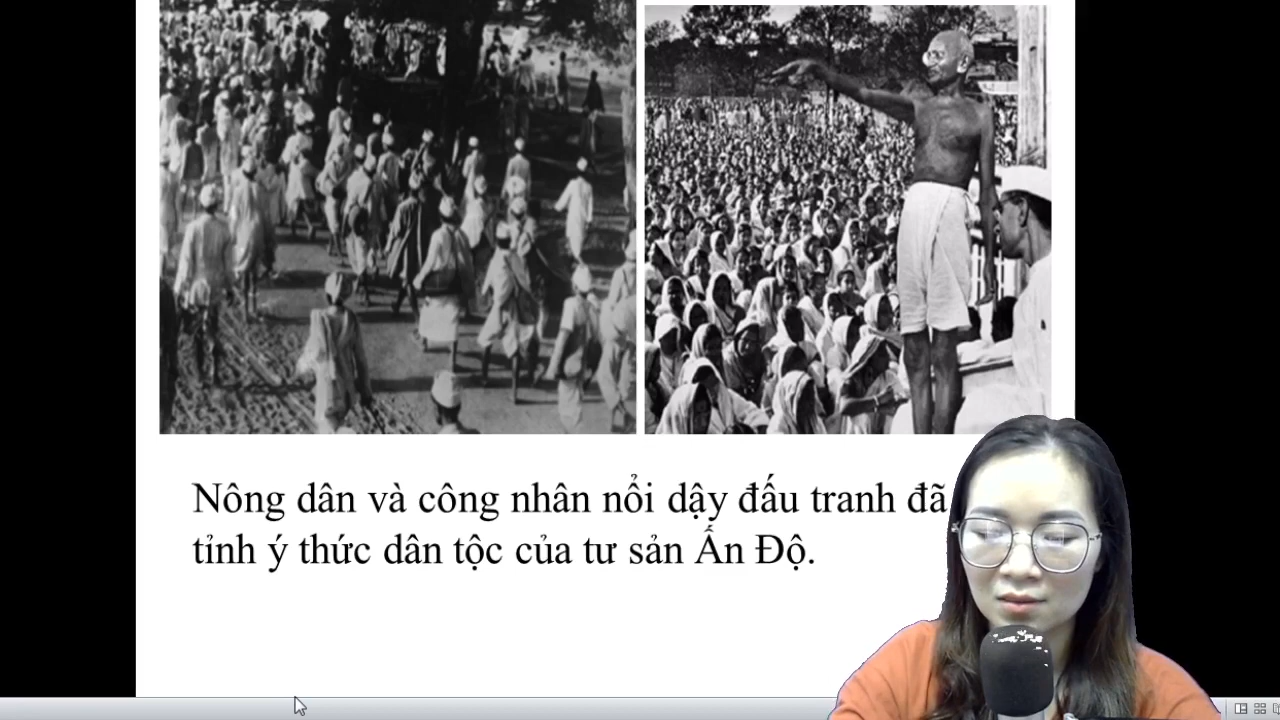 Nông dân và công nhân nổi dậy đấu tranh đã
tỉnh ý thức dân tộc của tư sản Ấn Độ.